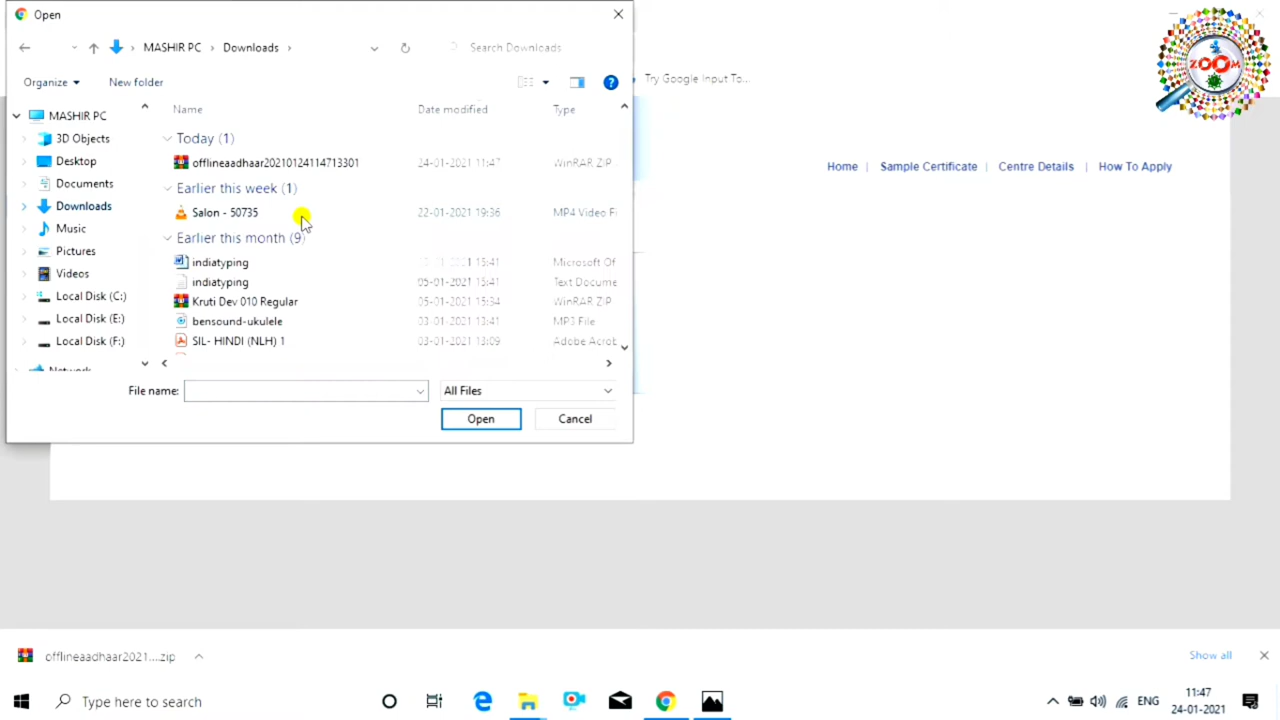 Open
MASHIR PC > Downloads >
Search Downloads
Try Google Input To...
ZOOM
Organize
New folder
Name
Date modified
Type
MASHIR PC
3D Objects
Desktop
Documents
Downloads
Music
Pictures
Videos
Local Disk (C:)
Local Disk (E:)
Local Disk (F:)
Network
Today (1)
offlineaadhaar20210124114713301 24-01-2021 11:47 WinRAR ZIP
Earlier this week (1)
Salon - 50735 22-01-2021 19:36 MP4 Video Fi
Earlier this month (9)
indiatyping 15:41 Microsoft Of
indiatyping 05-01-2021 15:41 Text Docume
Kruti Dev 010 Regular 05-01-2021 15:34 WinRAR ZIP
bensound-ukulele 03-01-2021 13:41 MP3 File
SIL- HINDI (NLH) 1 03-01-2021 13:09 Adobe Acrob
File name:
All Files
Open
Cancel
Home | Sample Certificate | Centre Details | How To Apply
offlineaadhaar2021....zip
Show all
Type here to search
ENG
11:47
24-01-2021